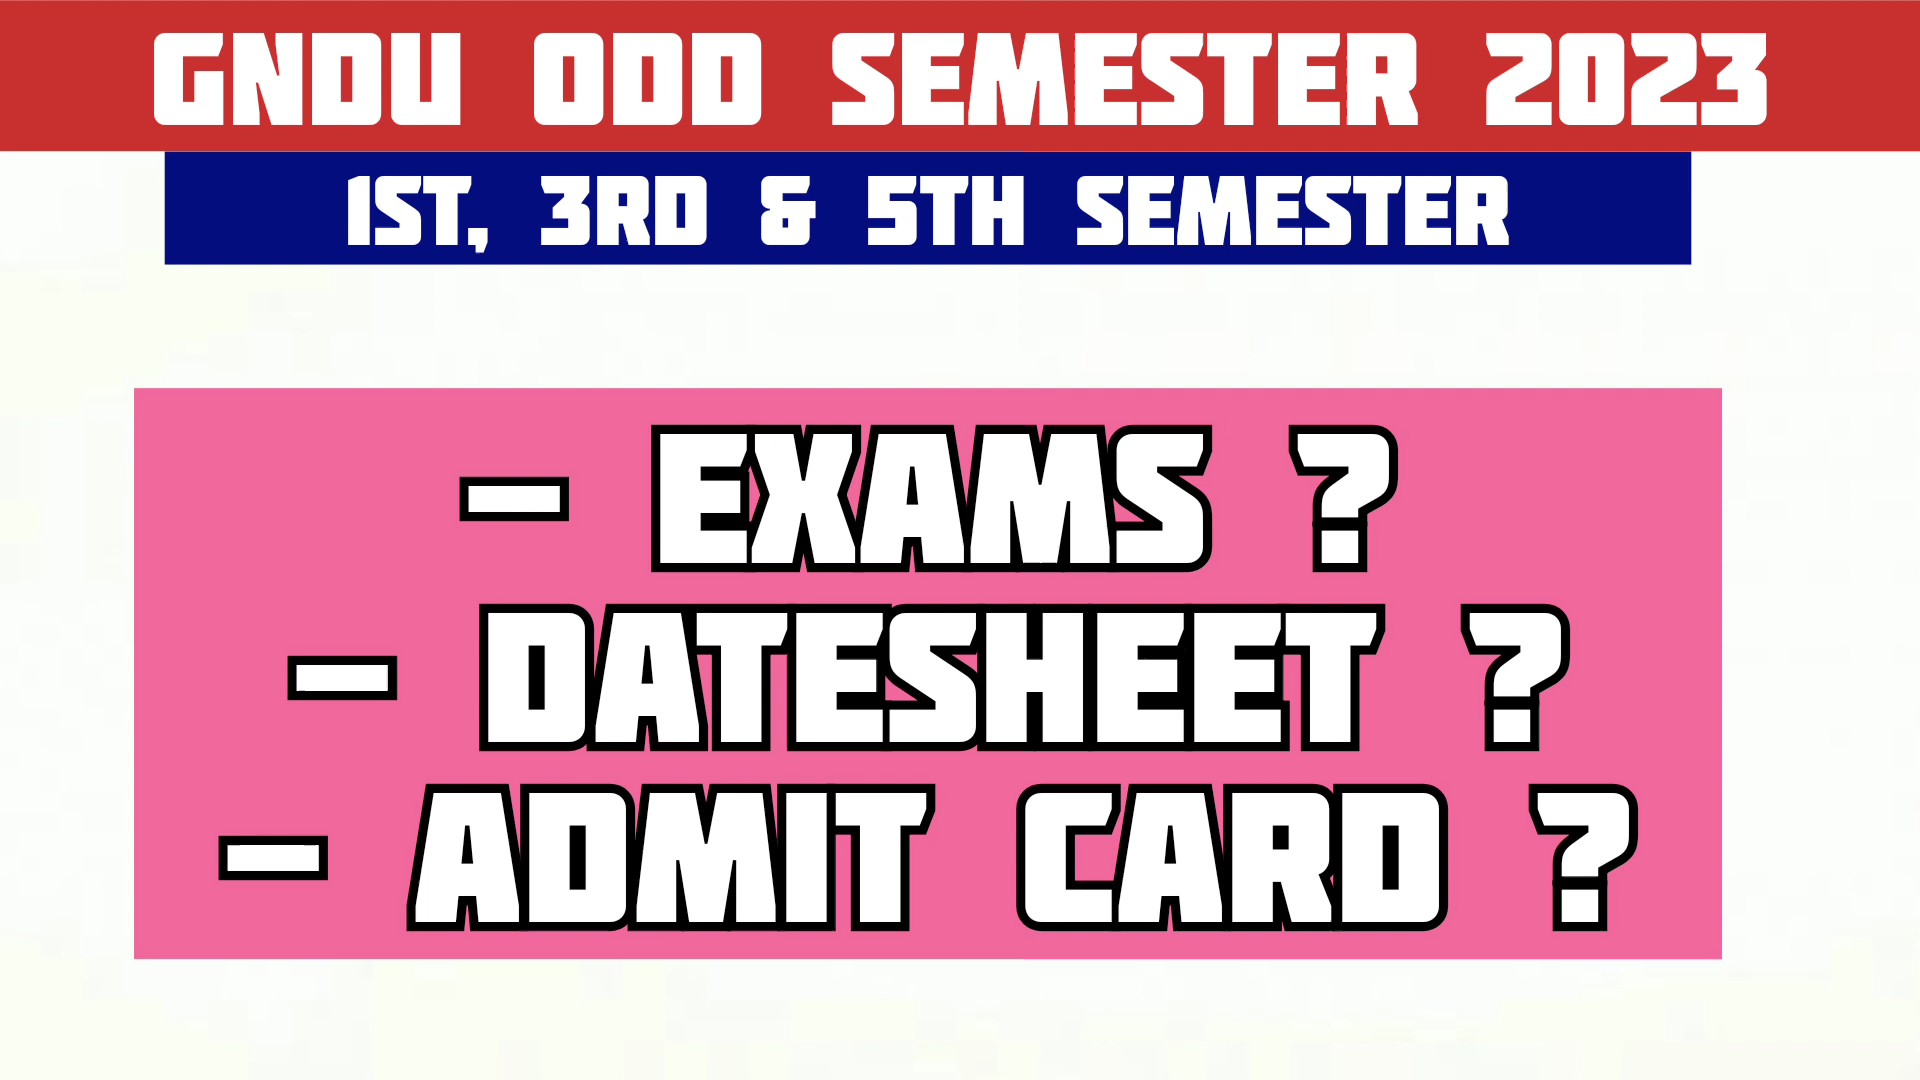 GNDU ODD SEMESTER 2023
1ST, 3RD & 5TH SEMESTER
- EXAMS ?
- DATESHEET ?
- ADMIT CARD ?